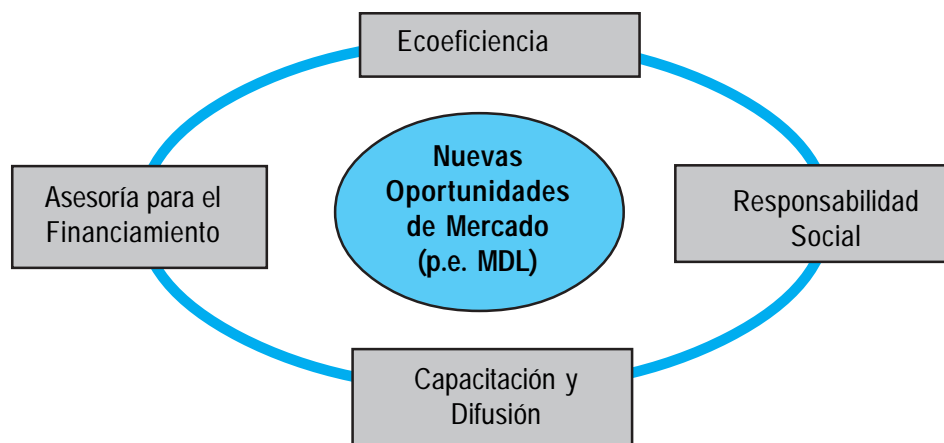 Ecoeficiencia
Nuevas
Oportunidades
de Mercado
(p.e. MDL)
Asesoría para el
Financiamiento
Responsabilidad
Social
Capacitación y
Difusión